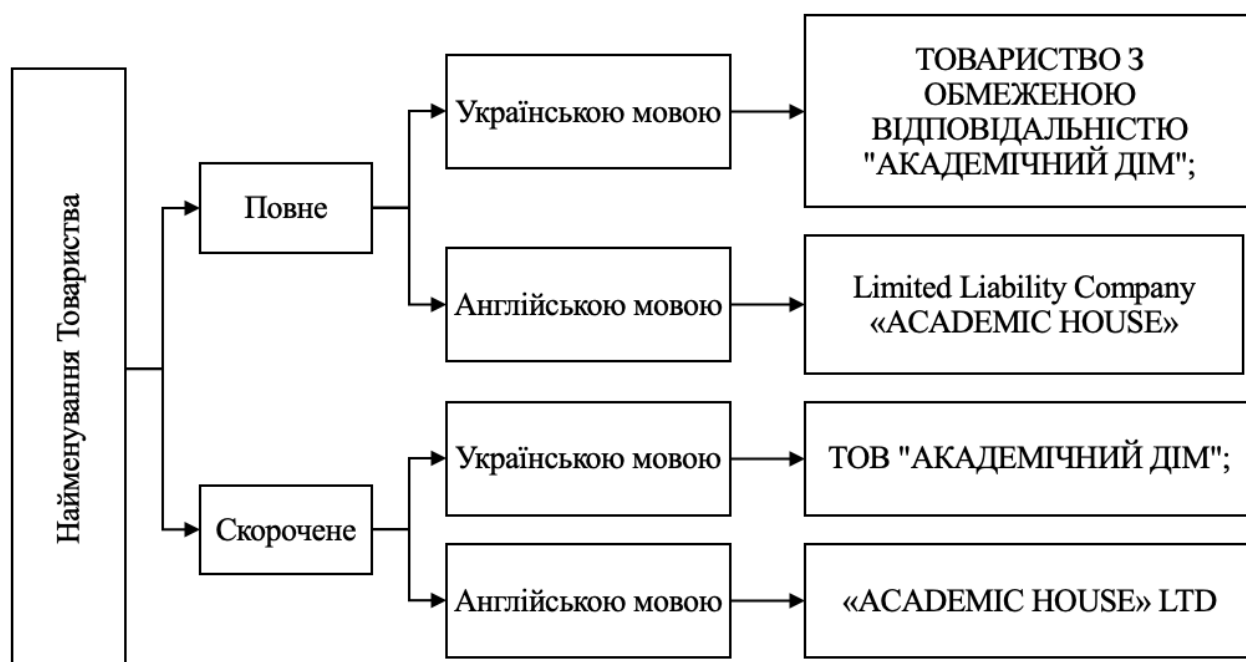 Найменування Товариства
Повне
Українською мовою
ТОВАРИСТВО З
ОБМЕЖЕНОЮ
ВІДПОВІДАЛЬНІСТЮ
"АКАДЕМІЧНИЙ ДІМ";
Англійською мовою
Limited Liability Company
«ACADEMIC HOUSE»
Скорочене
Українською мовою
ТОВ "АКАДЕМІЧНИЙ ДІМ";
Англійською мовою
«ACADEMIC HOUSE» LTD